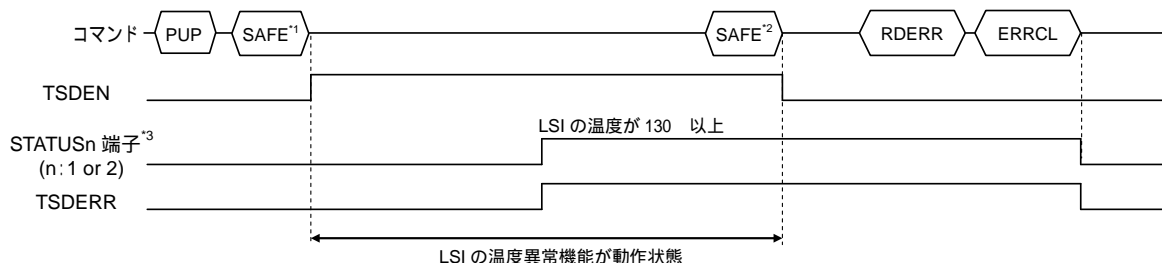 コマンド PUP SAFE*1 SAFE*2 RDERR ERRCL
TSDEN
LSI の温度が 130 以上
STATUSn 端子*3
(n:1 or 2)
TSDERR
LSI の温度異常機能が動作状態